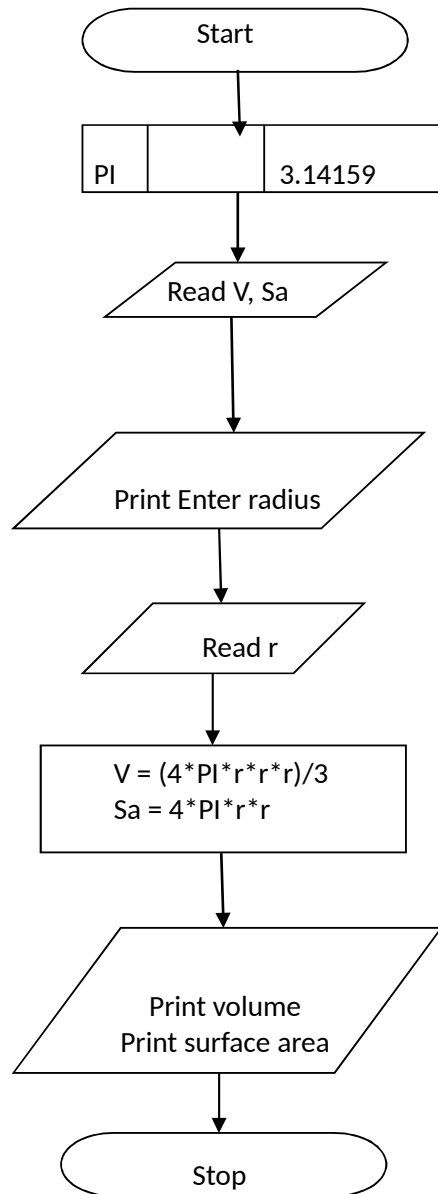 Start
PI 3.14159
Read V, Sa
Print Enter radius
Read r
V = (4*PI*r*r*r)/3
Sa = 4*PI*r*r
Print volume
Print surface area
Stop